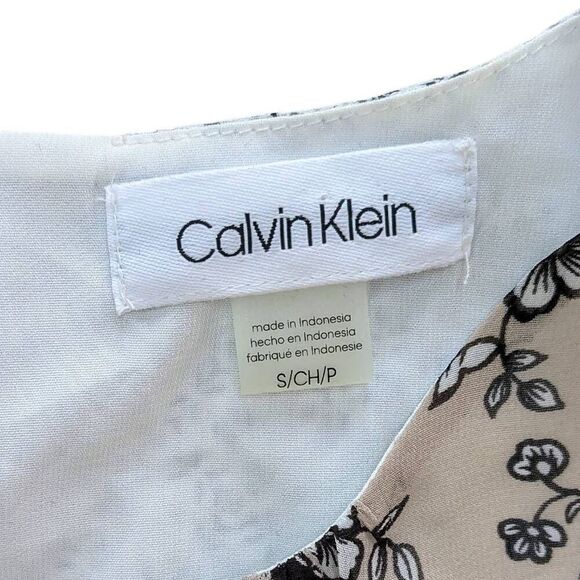 Calvin Klein
made in Indonesia
hecho en Indonesia
fabriqué en Indonesie
S/CH/P